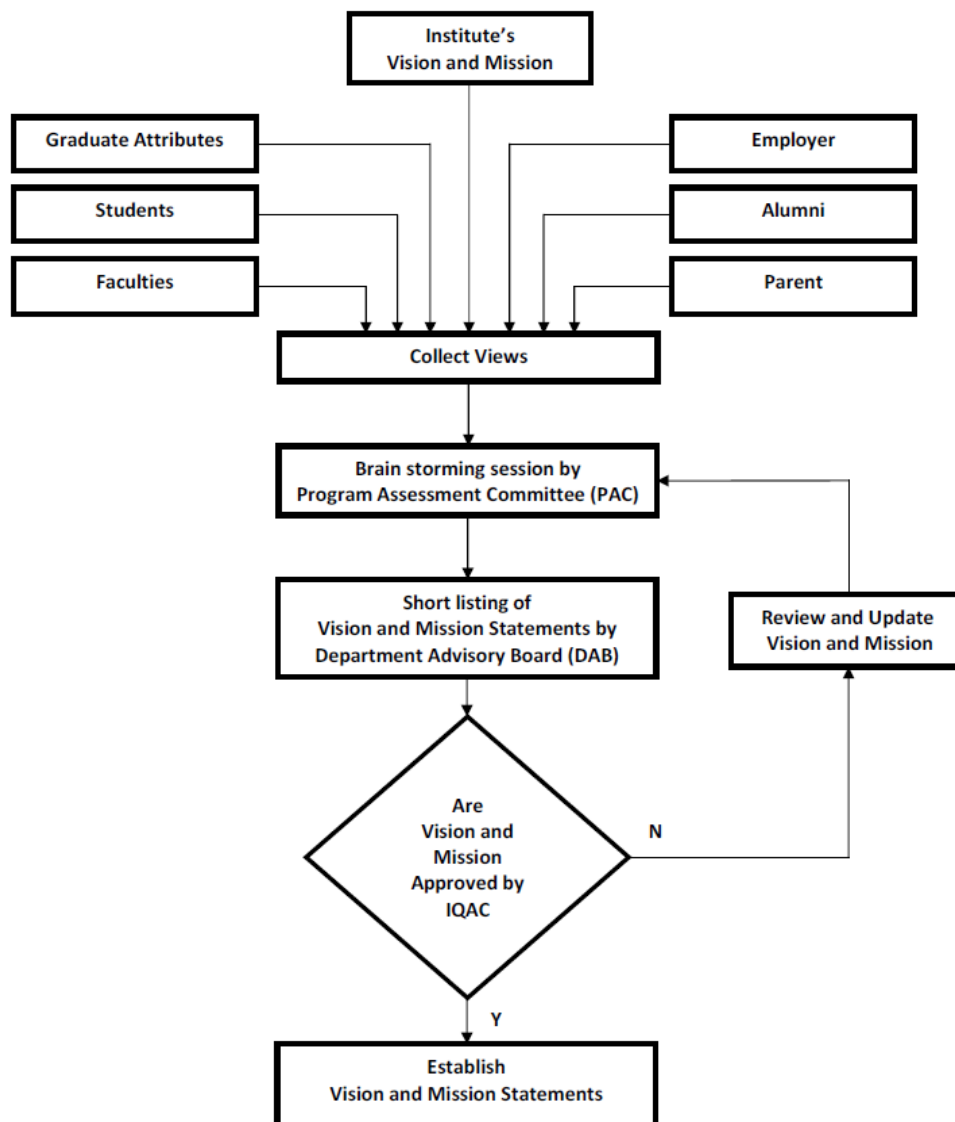 Institute’s
Vision and Mission
Graduate Attributes
Employer
Students
Alumni
Faculties
Parent
Collect Views
Brain storming session by
Program Assessment Committee (PAC)
Short listing of
Vision and Mission Statements by
Department Advisory Board (DAB)
Review and Update
Vision and Mission
Are
Vision and
Mission
Approved by
IQAC
N
Y
Establish
Vision and Mission Statements